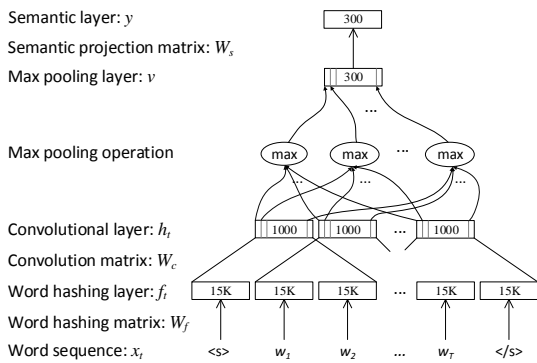 Semantic layer: y 300
Semantic projection matrix: Ws
Max pooling layer: v 300
...
Max pooling operation max max ... max
... ...
Convolutional layer: ht 1000 1000 ... 1000
Convolution matrix: Wc
Word hashing layer: ft 15K 15K 15K ... 15K 15K
Word hashing matrix: Wf
Word sequence: xt <s> w1 w2 ... wT </s>